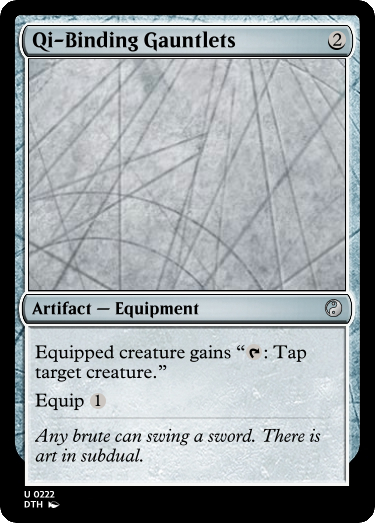 Qi-Binding Gauntlets 2
Artifact — Equipment
Equipped creature gains “: Tap
target creature.”
Equip 1
Any brute can swing a sword. There is
art in subdual.
U 0222
DTH